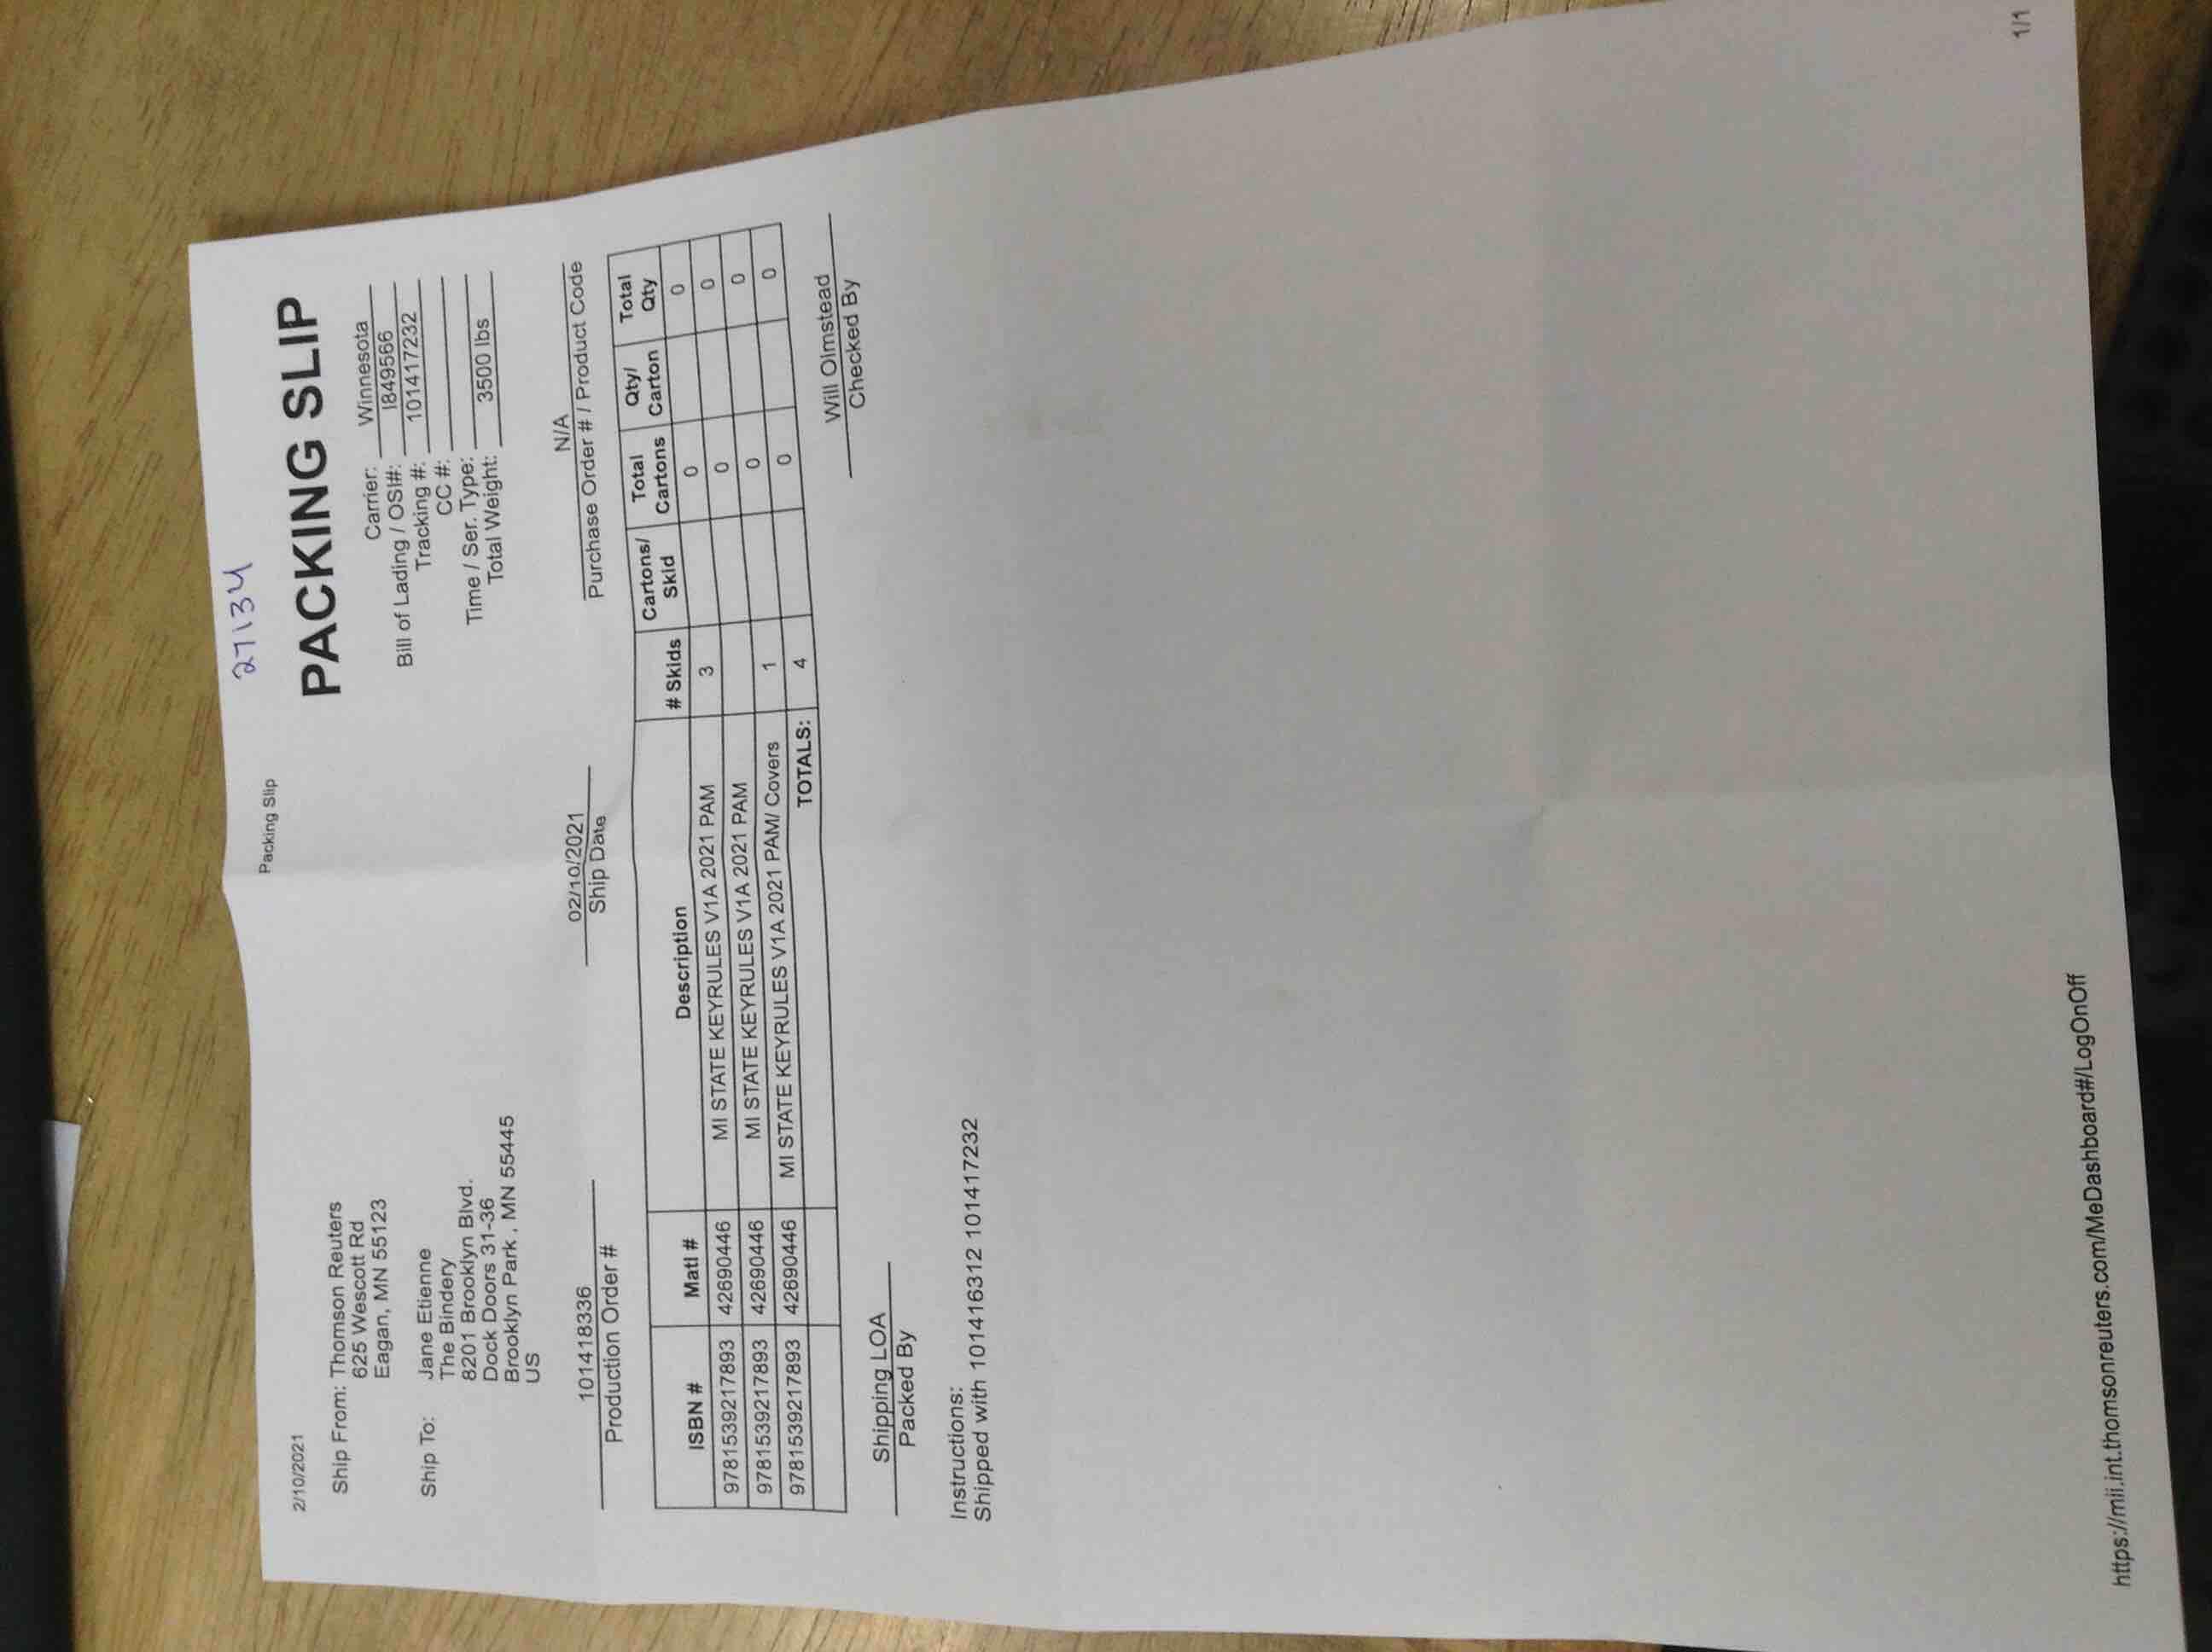 27134
2/10/2021 Packing Slip
PACKING SLIP
Ship From: Thomson Reuters
625 Wescott Rd
Eagan, MN 55123
Ship To: Jane Etienne
The Bindery
8201 Brooklyn Blvd.
Dock Doors 31-36
Brooklyn Park , MN 55445
US
Carrier: Winnesota
Bill of Lading / OSI#: I849566
Tracking #: 101417232
CC #:
Time / Ser. Type:
Total Weight: 3500 lbs
101418336 02/10/2021 N/A
Production Order # Ship Date Purchase Order # / Product Code
ISBN # Matl # Description # Skids Cartons/ Skid Total Cartons Qty/ Carton Total Qty
9781539217893 42690446 MI STATE KEYRULES V1A 2021 PAM 3 0 0
9781539217893 42690446 MI STATE KEYRULES V1A 2021 PAM 0 0
9781539217893 42690446 MI STATE KEYRULES V1A 2021 PAM/ Covers 1 0 0
TOTALS: 4 0 0
Shipping LOA Will Olmstead
Packed By Checked By
Instructions:
Shipped with 101416312 101417232
https://mii.int.thomsonreuters.com/MeDashboard#/LogOnOff 1/1